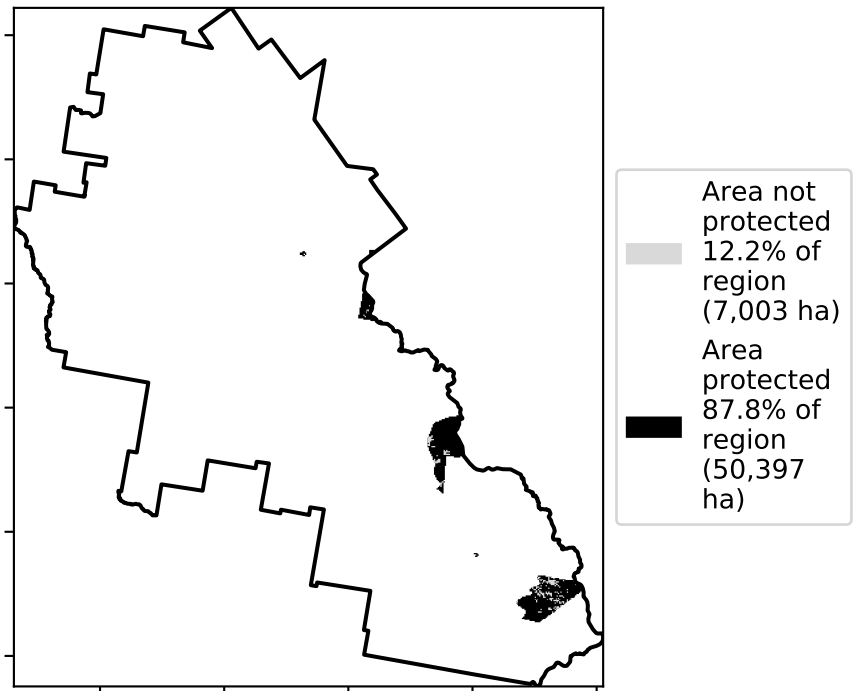 Area not
protected
12.2% of
region
(7,003 ha)
Area
protected
87.8% of
region
(50,397
ha)